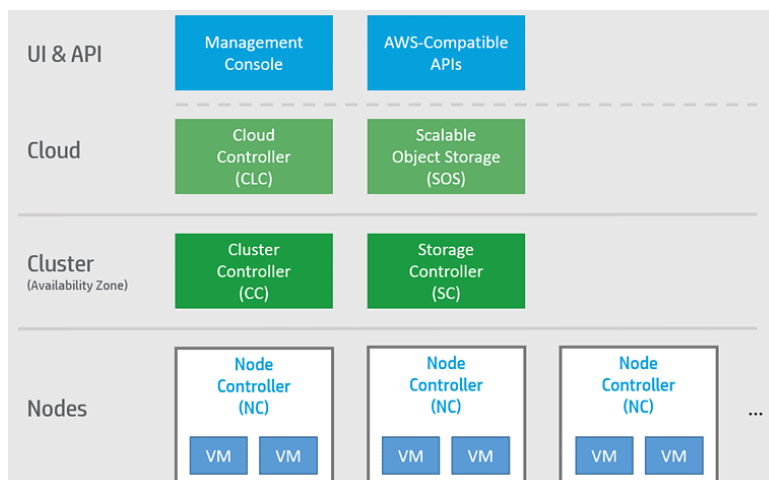 UI & API
Management
Console
AWS-Compatible
APIs
Cloud
Cloud
Controller
(CLC)
Scalable
Object Storage
(SOS)
Cluster
(Availability Zone)
Cluster
Controller
(CC)
Storage
Controller
(SC)
Nodes
Node
Controller
(NC)
VM
VM
Node
Controller
(NC)
VM
VM
Node
Controller
(NC)
VM
VM
...